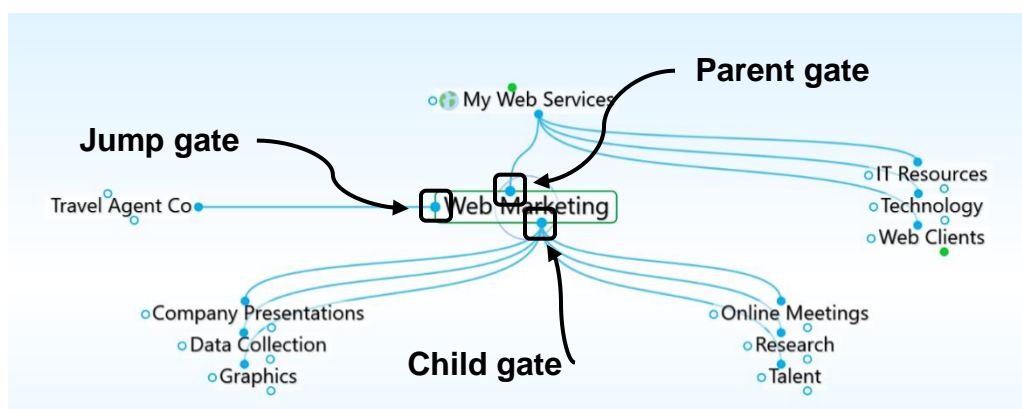 Parent gate
My Web Services
Jump gate
IT Resources
Travel Agent Co
Web Marketing
Technology
Web Clients
Company Presentations
Online Meetings
Data Collection
Research
Child gate
Graphics
Talent